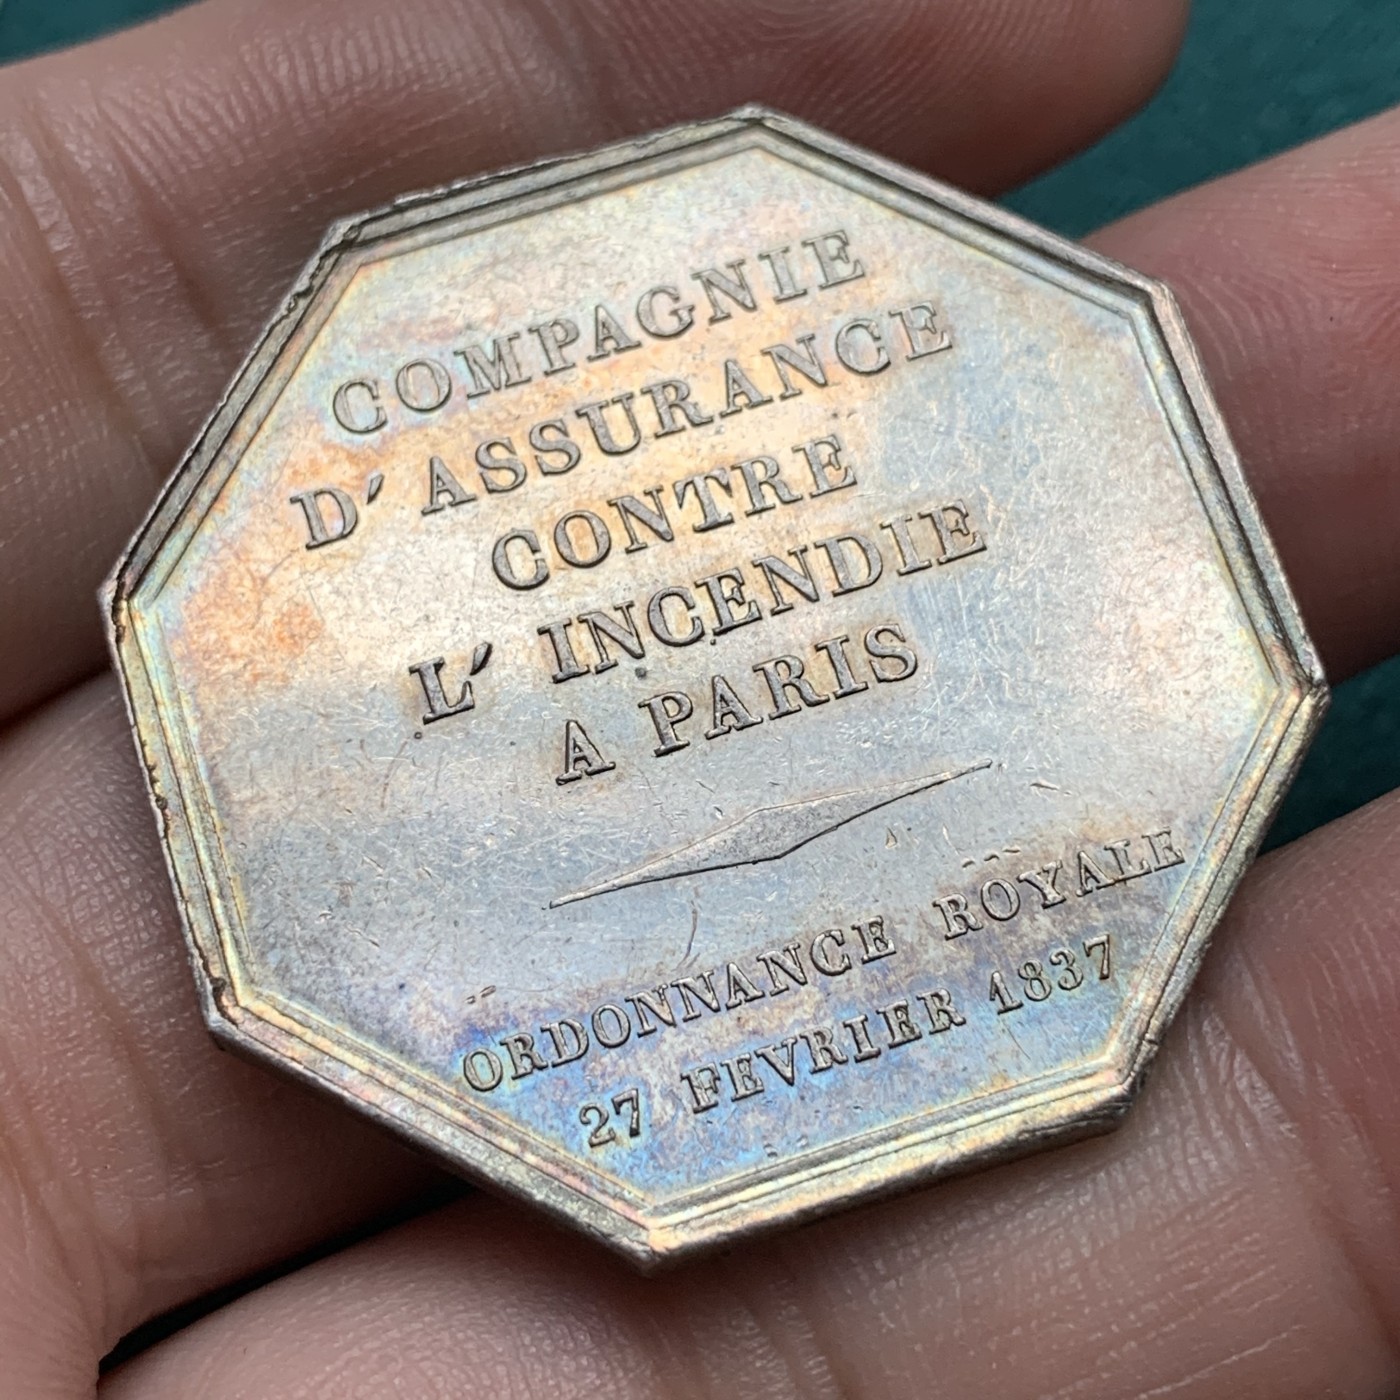 COMPAGNIE
D'ASSURANCE
CONTRE
L'INCENDIE
A PARIS
ORDONNANCE ROYALE
27 FEVRIER 1837